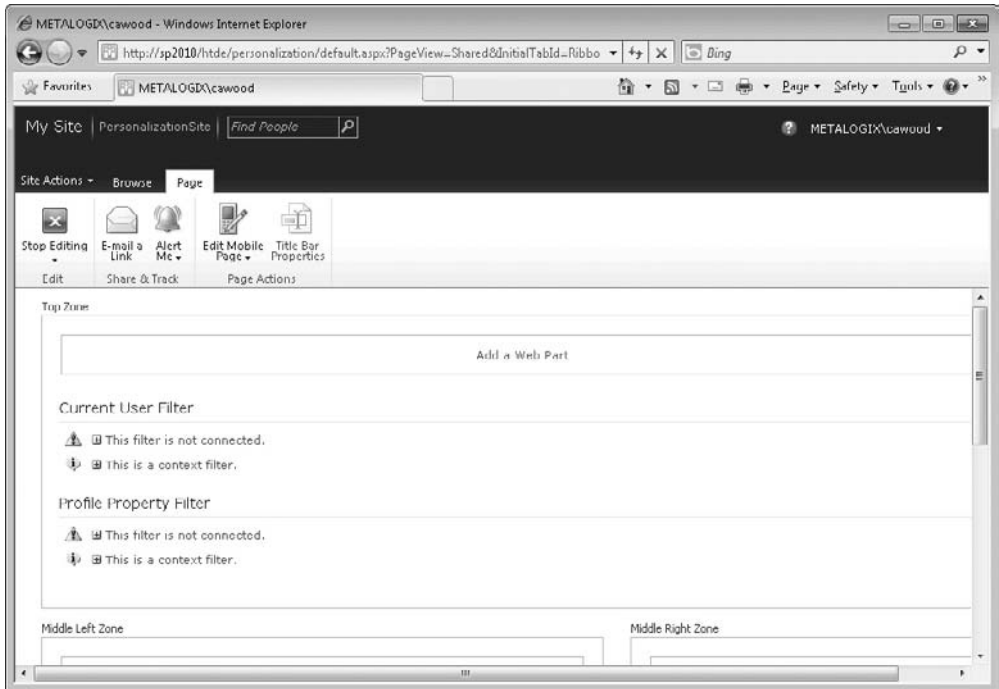 METALOGIX\cawood - Windows Internet Explorer
http://sp2010/htde/personalization/default.aspx?PageView=Shared&InitialTabId=Ribbo
Bing
Favorites METALOGIX\cawood Page Safety Tools
My Site PersonalizationSite Find People METALOGIX\cawood
Site Actions Browse Page
Stop Editing E-mail a Link Alert Me Edit Mobile Page Title Bar Properties
Edit Share & Track Page Actions
Top Zone
Add a Web Part
Current User Filter
This filter is not connected.
This is a context filter.
Profile Property Filter
This filter is not connected.
This is a context filter.
Middle Left Zone Middle Right Zone